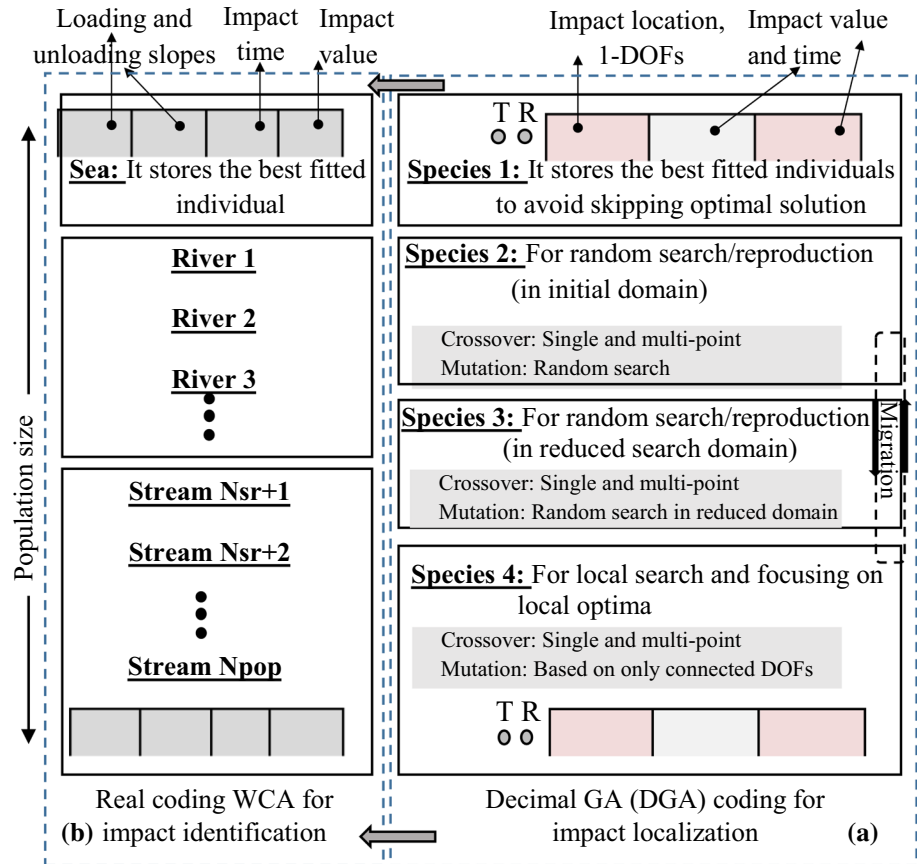 Loading and
unloading slopes
Impact
time
Impact
value
Impact location,
1-DOFs
Impact value
and time
Population size
Sea: It stores the best fitted
individual
River 1
River 2
River 3
Stream Nsr+1
Stream Nsr+2
Stream Npop
Real coding WCA for
(b) impact identification
T R
Species 1: It stores the best fitted individuals
to avoid skipping optimal solution
Species 2: For random search/reproduction
(in initial domain)
Crossover: Single and multi-point
Mutation: Random search
Species 3: For random search/reproduction
(in reduced search domain)
Crossover: Single and multi-point
Mutation: Random search in reduced domain
Migration
Species 4: For local search and focusing on
local optima
Crossover: Single and multi-point
Mutation: Based on only connected DOFs
T R
Decimal GA (DGA) coding for
impact localization (a)